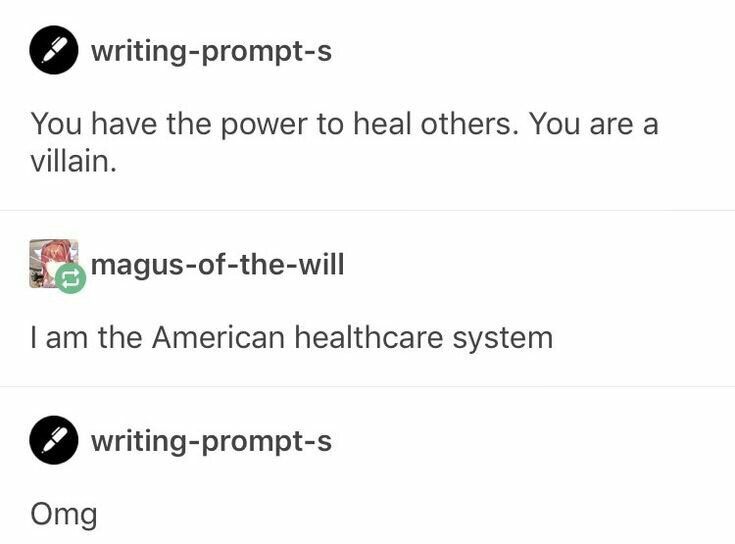 writing-prompt-s
You have the power to heal others. You are a
villain.
magus-of-the-will
I am the American healthcare system
writing-prompt-s
Omg